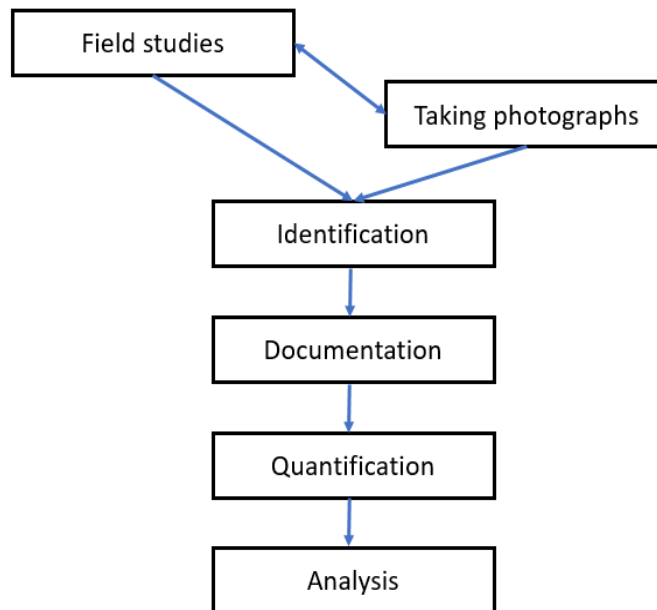 Field studies
Taking photographs
Identification
Documentation
Quantification
Analysis